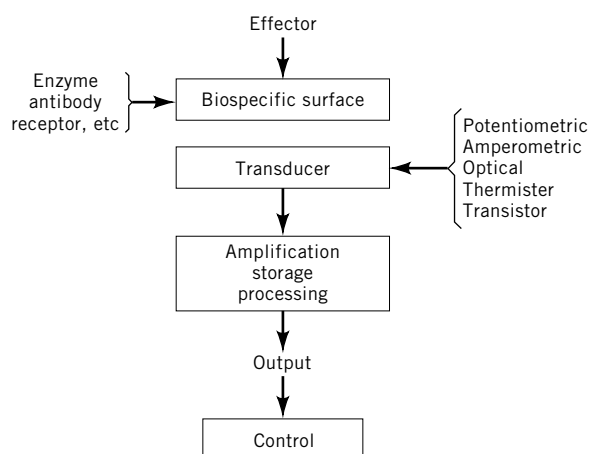 Effector
Enzyme
antibody
receptor, etc
Biospecific surface
Potentiometric
Amperometric
Optical
Thermister
Transistor
Transducer
Amplification
storage
processing
Output
Control